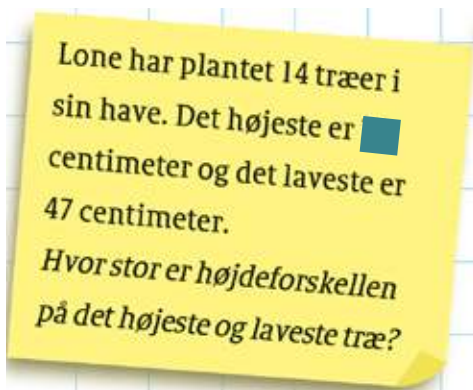 Lone har plantet 14 træer i
sin have. Det højeste er
centimeter og det laveste er
47 centimeter.
Hvor stor er højdeforskellen
på det højeste og laveste træ?